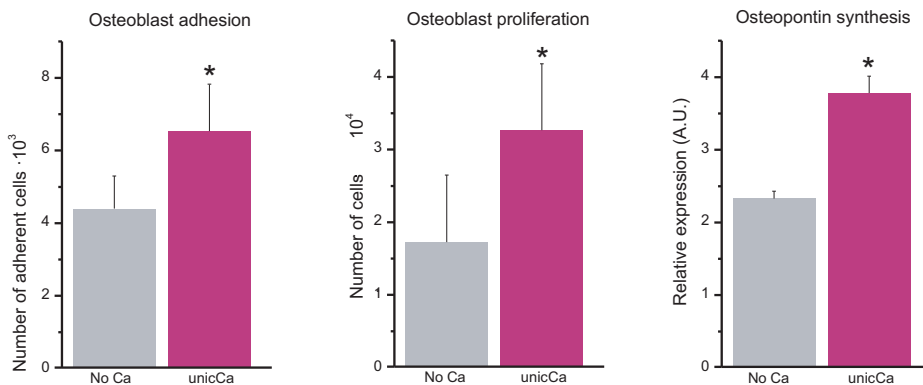 Osteoblast adhesion
Number of adherent cells ·10³
8
6
4
2
0
*
No Ca
unicCa
Osteoblast proliferation
Number of cells 10⁴
4
3
2
1
0
*
No Ca
unicCa
Osteopontin synthesis
Relative expression (A.U.)
4
3
2
1
0
*
No Ca
unicCa